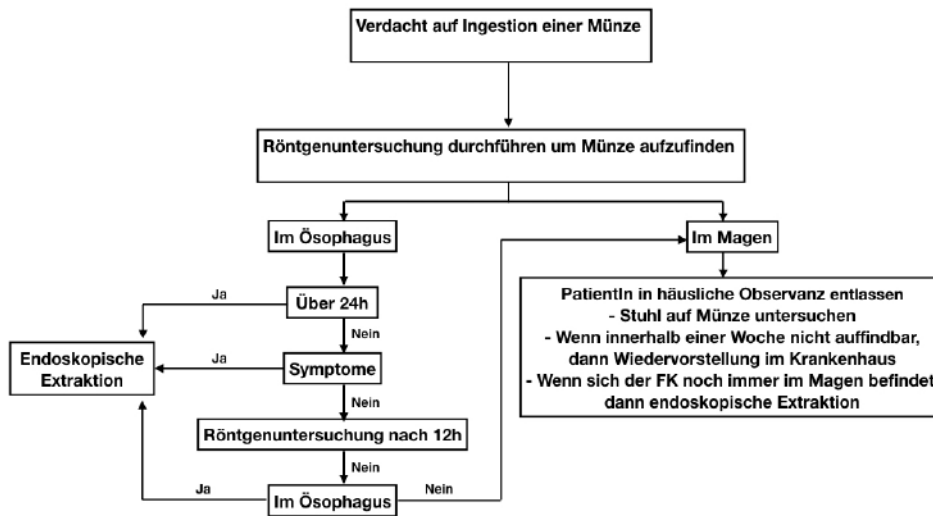 Verdacht auf Ingestion einer Münze
Röntgenuntersuchung durchführen um Münze aufzufinden
Im Ösophagus
Im Magen
Über 24h
Ja
Nein
Endoskopische
Extraktion
Symptome
Ja
Nein
Röntgenuntersuchung nach 12h
Nein
Im Ösophagus
Ja
Nein
PatientIn in häusliche Observanz entlassen
- Stuhl auf Münze untersuchen
- Wenn innerhalb einer Woche nicht auffindbar,
dann Wiedervorstellung im Krankenhaus
- Wenn sich der FK noch immer im Magen befindet
dann endoskopische Extraktion